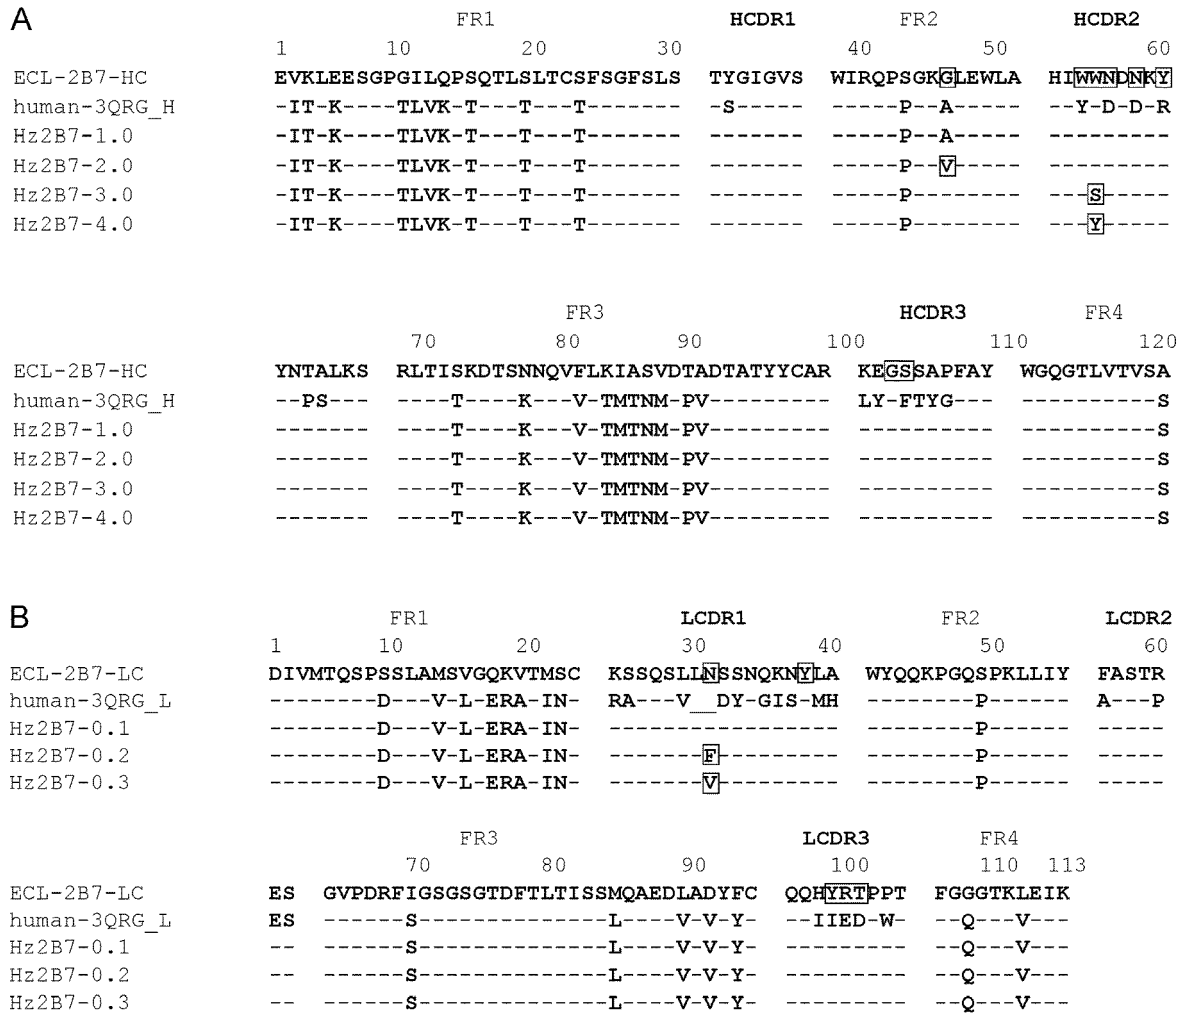 A
FR1 HCDR1 FR2 HCDR2
1 10 20 30 40 50 60
ECL-2B7-HC EVKLEESGPGILQPSQTLSLTCSFSGFSLS TYGIGVS WIRQPSGKGLEWLA HIWWNDNKY
human-3QRG_H -IT-K----TLVK-T---T---T------- -S----- -----P--A----- --Y-D-D-R
Hz2B7-1.0 -IT-K----TLVK-T---T---T------- ------- -----P--A----- ---------
Hz2B7-2.0 -IT-K----TLVK-T---T---T------- ------- -----P--V----- ---------
Hz2B7-3.0 -IT-K----TLVK-T---T---T------- ------- -----P-------- ---S-----
Hz2B7-4.0 -IT-K----TLVK-T---T---T------- ------- -----P-------- ---Y-----
FR3 HCDR3 FR4
70 80 90 100 110 120
ECL-2B7-HC YNTALKS RLTISKDTSNNQVFLKIASVDTADTATYYCAR KEGSSAPFAY WGQGTLVTVSA
human-3QRG_H --PS--- ----T----K---V-TMTNM-PV--------- LY-FTYG--- ----------S
Hz2B7-1.0 ------- ----T----K---V-TMTNM-PV--------- ---------- ----------S
Hz2B7-2.0 ------- ----T----K---V-TMTNM-PV--------- ---------- ----------S
Hz2B7-3.0 ------- ----T----K---V-TMTNM-PV--------- ---------- ----------S
Hz2B7-4.0 ------- ----T----K---V-TMTNM-PV--------- ---------- ----------S
B
FR1 LCDR1 FR2 LCDR2
1 10 20 30 40 50 60
ECL-2B7-LC DIVMTQSPSSLAMSVGQKVTMSC KSSQSLLNSSNQKNYLA WYQQKPGQSPKLLIY FASTR
human-3QRG_L --------D---V-L-ERA-IN- RA---V__DY-GIS-MH --------P------ A---P
Hz2B7-0.1 --------D---V-L-ERA-IN- ----------------- --------P------ -----
Hz2B7-0.2 --------D---V-L-ERA-IN- -------F--------- --------P------ -----
Hz2B7-0.3 --------D---V-L-ERA-IN- -------V--------- --------P------ -----
FR3 LCDR3 FR4
70 80 90 100 110 113
ECL-2B7-LC ES GVPDRFIGSGSGTDFTLTISSMQAEDLADYFC QQHYRTPPT FGGGTKLEIK
human-3QRG_L ES ------S--------------L----V-V-Y- --IIED-W- --Q---V---
Hz2B7-0.1 -- ------S--------------L----V-V-Y- --------- --Q---V---
Hz2B7-0.2 -- ------S--------------L----V-V-Y- --------- --Q---V---
Hz2B7-0.3 -- ------S--------------L----V-V-Y- --------- --Q---V---